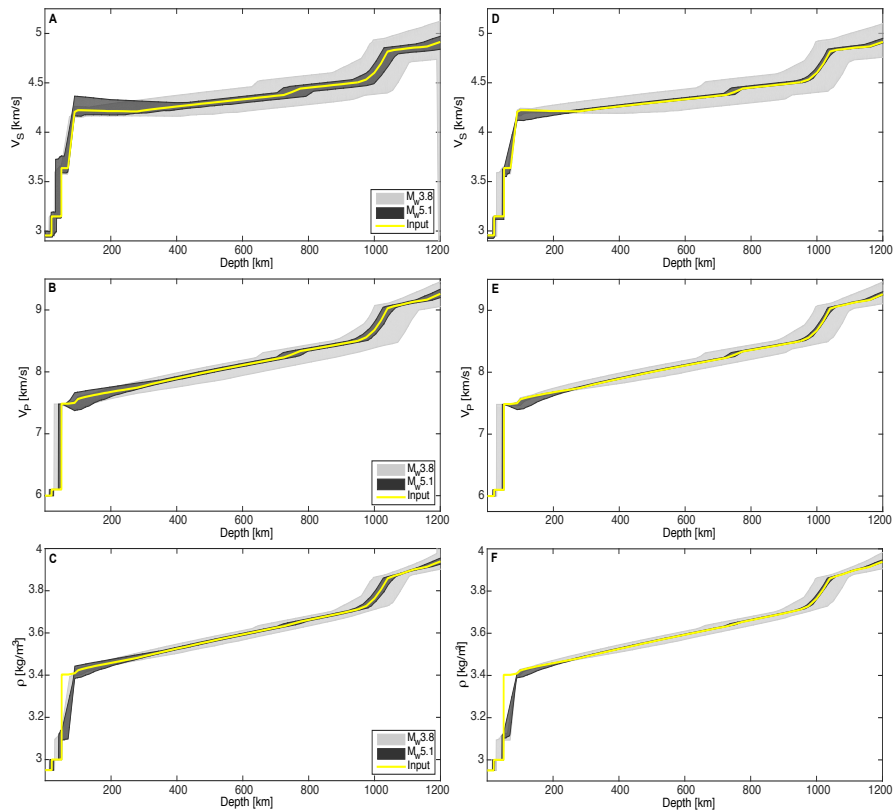 A
5
4.5
4
3.5
3
V_S [km/s]
200 400 600 800 1000 1200
Depth [km]
M_w3.8
M_w5.1
Input
D
5
4.5
4
3.5
3
V_S [km/s]
200 400 600 800 1000 1200
Depth [km]
B
9
8
7
6
V_P [km/s]
200 400 600 800 1000 1200
Depth [km]
M_w3.8
M_w5.1
Input
E
9
8
7
6
V_P [km/s]
200 400 600 800 1000 1200
Depth [km]
C
4
3.8
3.6
3.4
3.2
3
ρ [kg/m³]
200 400 600 800 1000 1200
Depth [km]
M_w3.8
M_w5.1
Input
F
4
3.8
3.6
3.4
3.2
3
ρ [kg/m³]
200 400 600 800 1000 1200
Depth [km]